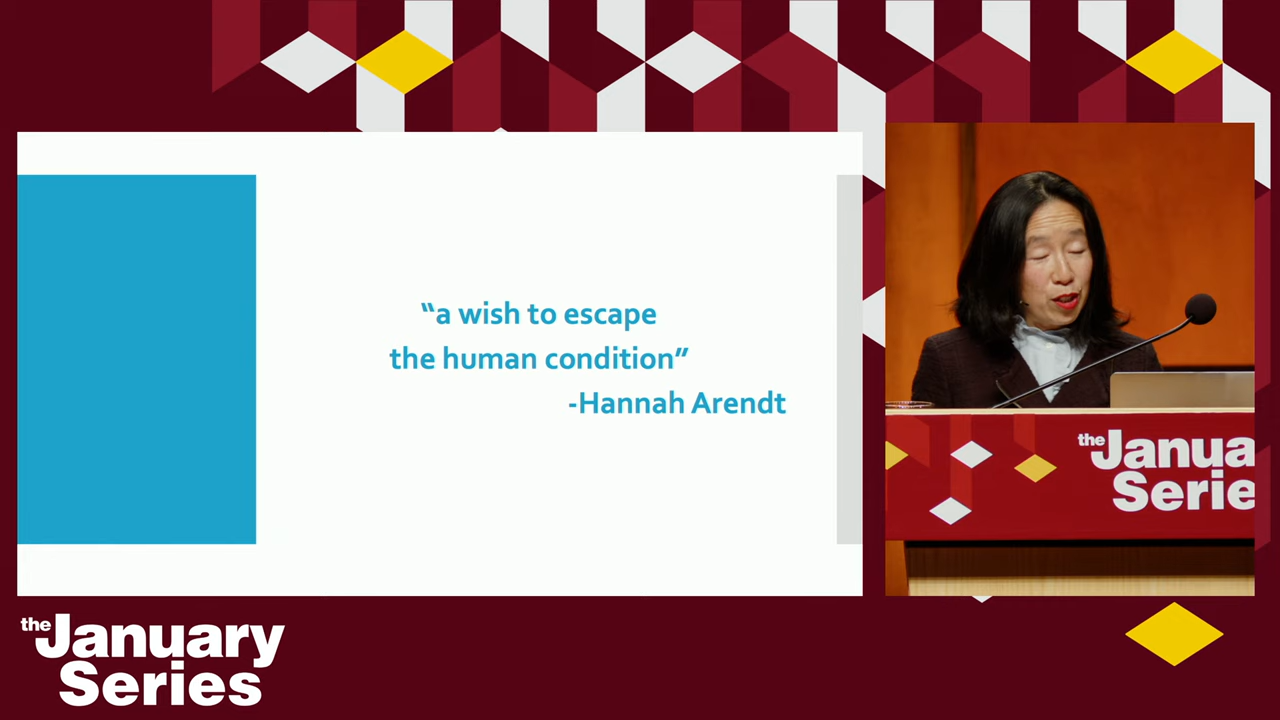 “a wish to escape
the human condition”
-Hannah Arendt
the
Janua
Serie
the
January
Series